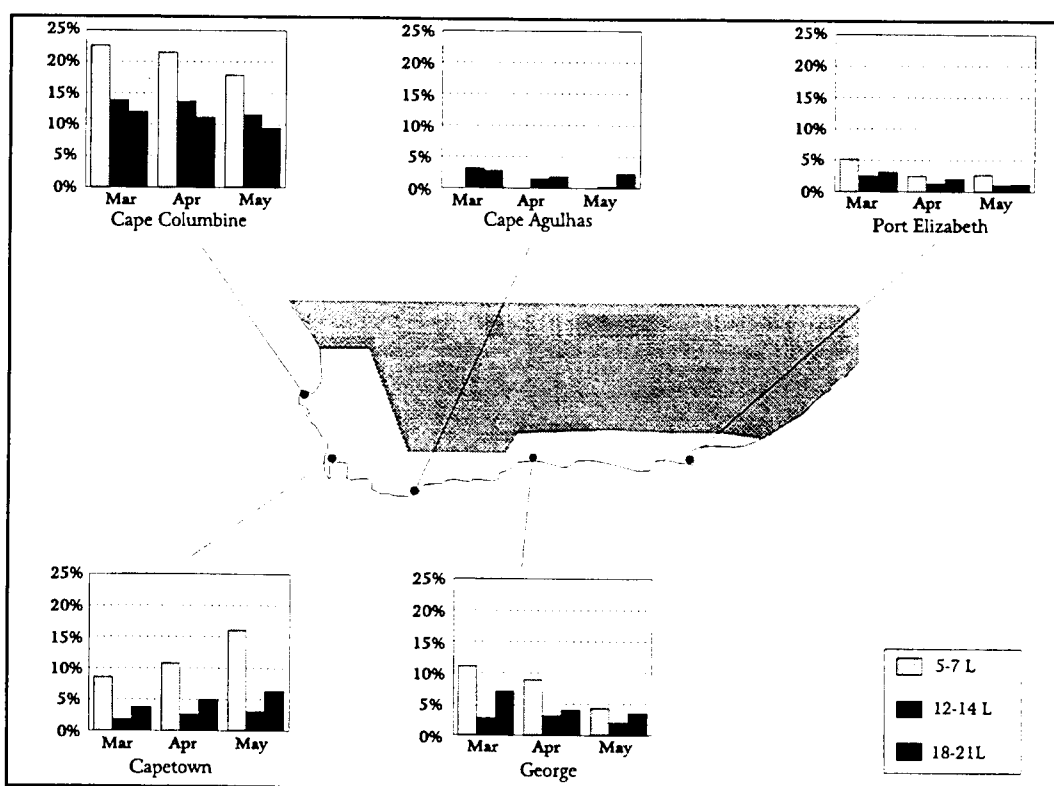 25%
20%
15%
10%
5%
0%
Mar Apr May
Cape Columbine
25%
20%
15%
10%
5%
0%
Mar Apr May
Cape Agulhas
25%
20%
15%
10%
5%
0%
Mar Apr May
Port Elizabeth
25%
20%
15%
10%
5%
0%
Mar Apr May
Capetown
25%
20%
15%
10%
5%
0%
Mar Apr May
George
5-7 L
12-14 L
18-21L